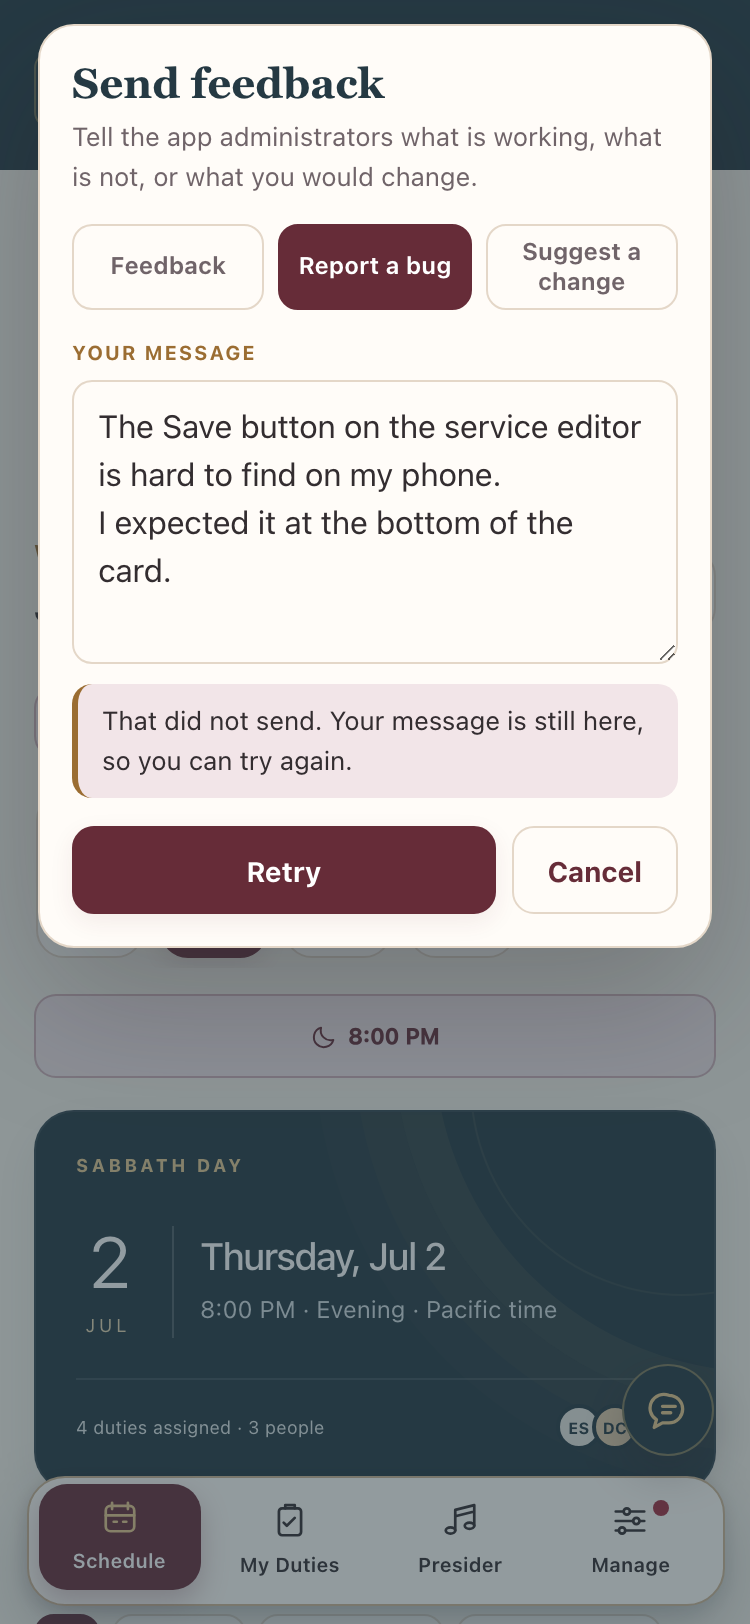 Send feedback
Tell the app administrators what is working, what
is not, or what you would change.
Feedback
Report a bug
Suggest a
change
YOUR MESSAGE
The Save button on the service editor
is hard to find on my phone.
I expected it at the bottom of the
card.
That did not send. Your message is still here,
so you can try again.
Retry
Cancel
8:00 PM
SABBATH DAY
2
JUL
Thursday, Jul 2
8:00 PM · Evening · Pacific time
4 duties assigned · 3 people
ES
DC
Schedule
My Duties
Presider
Manage